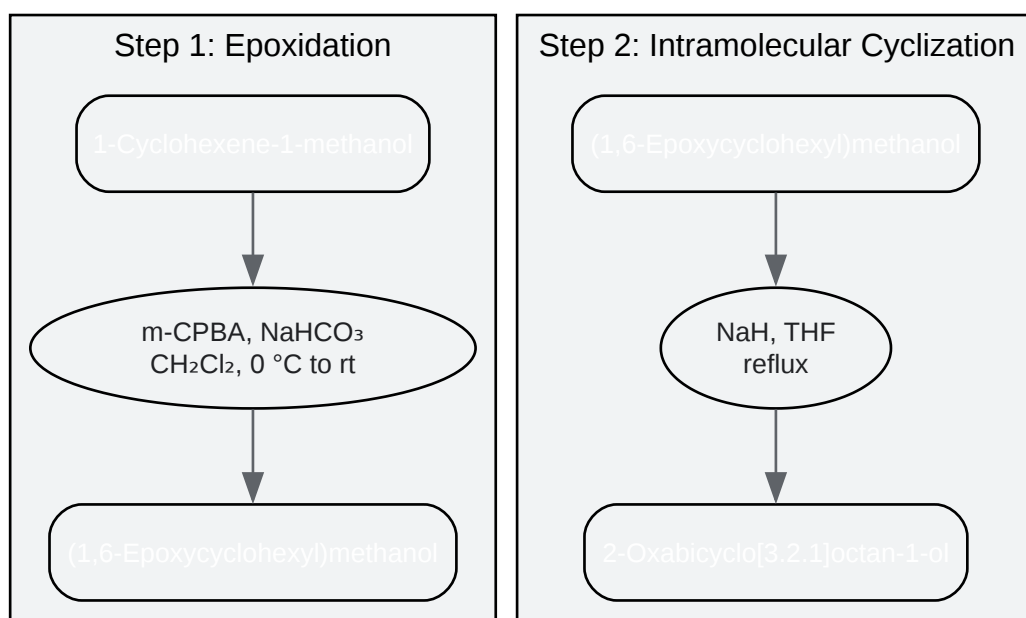 Step 1: Epoxidation
1-Cyclohexene-1-methanol
m-CPBA, NaHCO₃
CH₂Cl₂, 0 °C to rt
(1,6-Epoxycyclohexyl)methanol
Step 2: Intramolecular Cyclization
(1,6-Epoxycyclohexyl)methanol
NaH, THF
reflux
2-Oxabicyclo[3.2.1]octan-1-ol